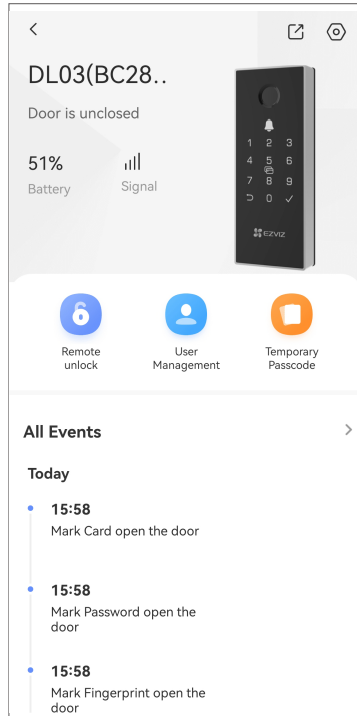 DL03(BC28..
Door is unclosed
51%
Battery
Signal
1 2 3
4 5 6
7 8 9
0
EZVIZ
Remote
unlock
User
Management
Temporary
Passcode
All Events
Today
15:58
Mark Card open the door
15:58
Mark Password open the
door
15:58
Mark Fingerprint open the
door